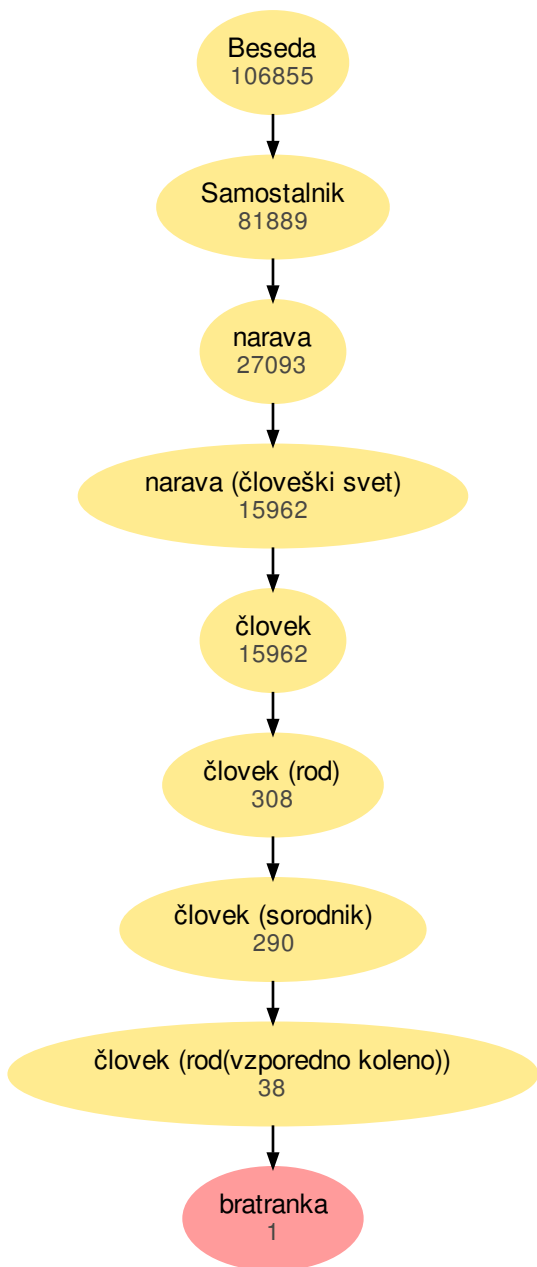 Beseda
106855
Samostalnik
81889
narava
27093
narava (človeški svet)
15962
človek
15962
človek (rod)
308
človek (sorodnik)
290
človek (rod(vzporedno koleno))
38
bratranka
1